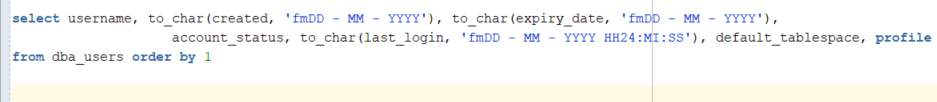 select username, to_char(created, 'fmDD - MM - YYYY'), to_char(expiry_date, 'fmDD - MM - YYYY'),
account_status, to_char(last_login, 'fmDD - MM - YYYY HH24:MI:SS'), default_tablespace, profile
from dba_users order by 1